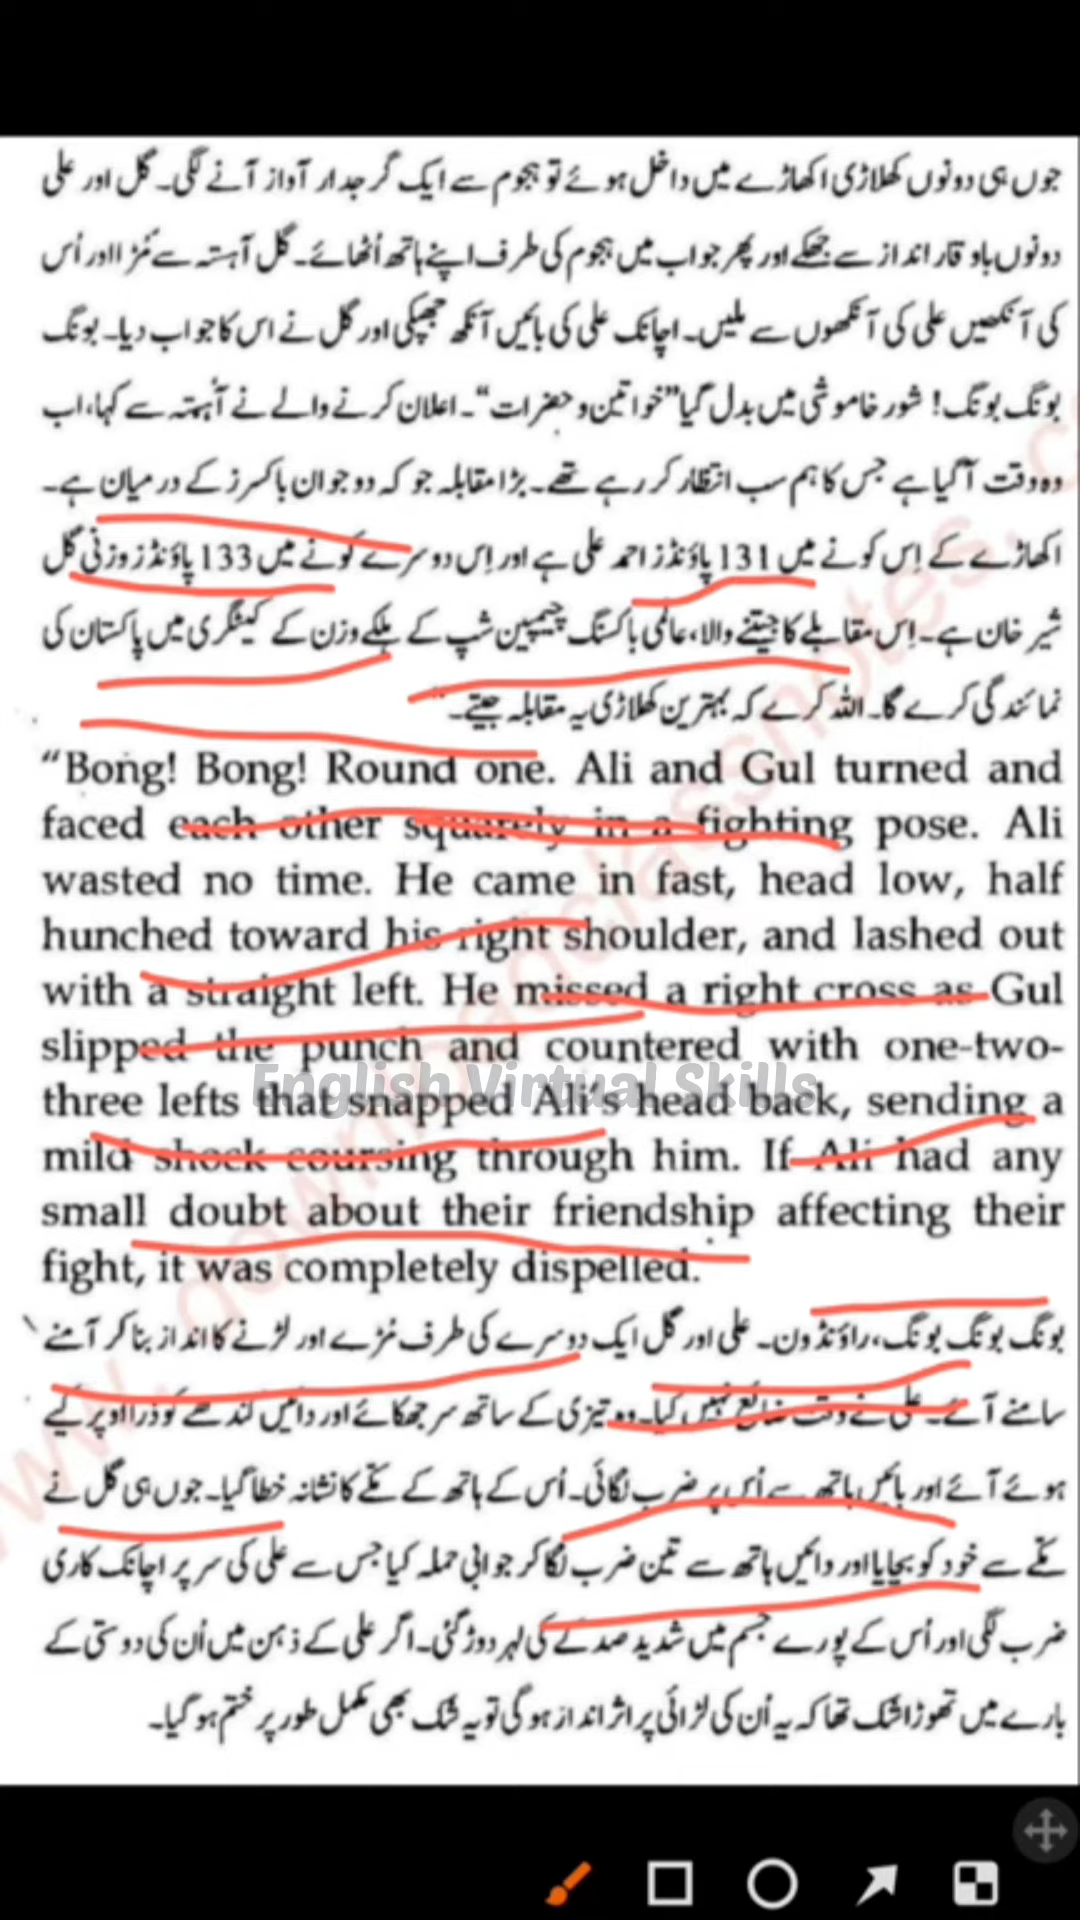 جوں ہی دونوں کھلاڑی اکھاڑے میں داخل ہوئے تو ہجوم سے ایک گرجدار آواز آنے لگی۔ گل اور علی
دونوں باوقار انداز سے جھکے اور پھر جواب میں ہجوم کی طرف اپنے ہاتھ اُٹھائے۔ گل آہستہ سے مُڑا اور اُس
کی آنکھیں علی کی آنکھوں سے ملیں۔ اچانک علی کی بائیں آنکھ جھپکی اور گل نے اس کا جواب دیا۔ بونگ
بونگ بونگ! شور خاموشی میں بدل گیا ”خواتین و حضرات“۔ اعلان کرنے والے نے آہستہ سے کہا، اب
وہ وقت آگیا ہے جس کا ہم سب انتظار کر رہے تھے۔ بڑا مقابلہ جو کہ دو جوان باکسرز کے درمیان ہے۔
اکھاڑے کے اِس کونے میں 131 پاؤنڈز احمد علی ہے اور اِس دوسرے کونے میں 133 پاؤنڈز وزنی گل
شیر خان ہے۔ اِس مقابلے کا جیتنے والا، عالمی باکسنگ چیمپین شپ کے ہلکے وزن کے کیٹگری میں پاکستان کی
نمائندگی کرے گا۔ اللہ کرے کہ بہترین کھلاڑی یہ مقابلہ جیتے۔“
“Bong! Bong! Round one. Ali and Gul turned and
faced each other squarely in a fighting pose. Ali
wasted no time. He came in fast, head low, half
hunched toward his right shoulder, and lashed out
with a straight left. He missed a right cross as Gul
slipped the punch and countered with one-two-
three lefts that snapped Ali's head back, sending a
English Virtual Skills
mild shock coursing through him. If Ali had any
small doubt about their friendship affecting their
fight, it was completely dispelled.
بونگ بونگ بونگ، راؤنڈ ون۔ علی اور گل ایک دوسرے کی طرف مُڑے اور لڑنے کا انداز بنا کر آمنے
سامنے آئے۔ علی نے وقت ضائع نہیں کیا۔ وہ تیزی کے ساتھ سر جھکائے اور دائیں کندھے کو ذرا اوپر کیے
ہوئے آئے اور بائیں ہاتھ سے اُس پر ضرب لگائی۔ اُس کے ہاتھ کے مکّے کا نشانہ خطا گیا۔ جوں ہی گل نے
مکّے سے خود کو بچایا اور دائیں ہاتھ سے تین ضرب لگا کر جوابی حملہ کیا جس سے علی کی سر پر اچانک کاری
ضرب لگی اور اُس کے پورے جسم میں شدید صدمے کی لہر دوڑ گئی۔ اگر علی کے ذہن میں اُن کی دوستی کے
بارے میں تھوڑا شک تھا کہ یہ اُن کی لڑائی پر اثر انداز ہوگی تو یہ شک بھی مکمل طور پر ختم ہو گیا۔